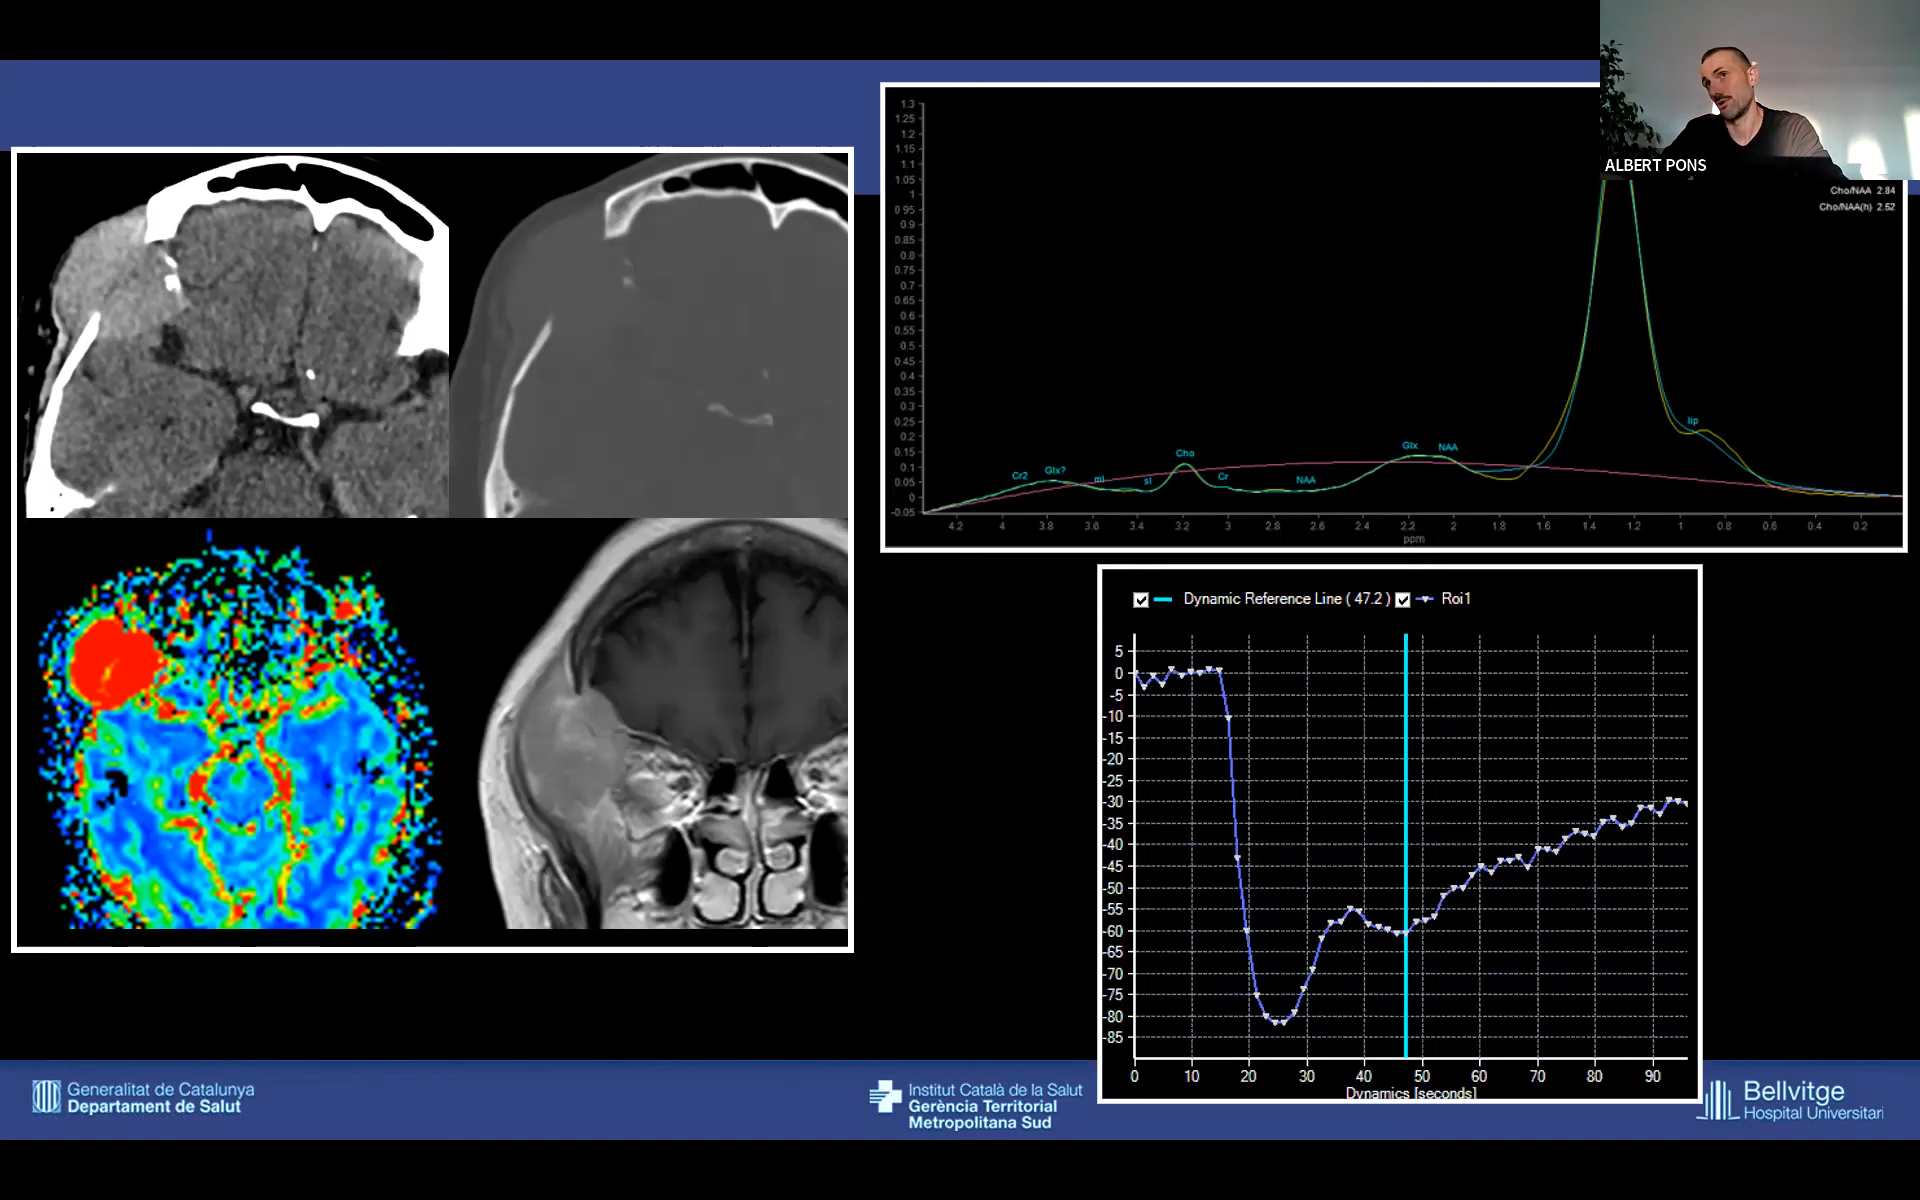 ALBERT PONS
Cho/NAA 2.84
Cho/NAA(h) 2.52
1.3
1.25
1.2
1.15
1.1
1.05
1
0.95
0.9
0.85
0.8
0.75
0.7
0.65
0.6
0.55
0.5
0.45
0.4
0.35
0.3
0.25
0.2
0.15
0.1
0.05
0
-0.05
Cr2 Glx? mI sI Cho Cr NAA Glx NAA lip
4.2 4 3.8 3.6 3.4 3.2 3 2.8 2.6 2.4 2.2 2 1.8 1.6 1.4 1.2 1 0.8 0.6 0.4 0.2
ppm
Dynamic Reference Line ( 47.2 ) Roi1
5
0
-5
-10
-15
-20
-25
-30
-35
-40
-45
-50
-55
-60
-65
-70
-75
-80
-85
0 10 20 30 40 50 60 70 80 90
Dynamics [seconds]
Generalitat de Catalunya
Departament de Salut
Institut Català de la Salut
Gerència Territorial
Metropolitana Sud
Bellvitge
Hospital Universitari